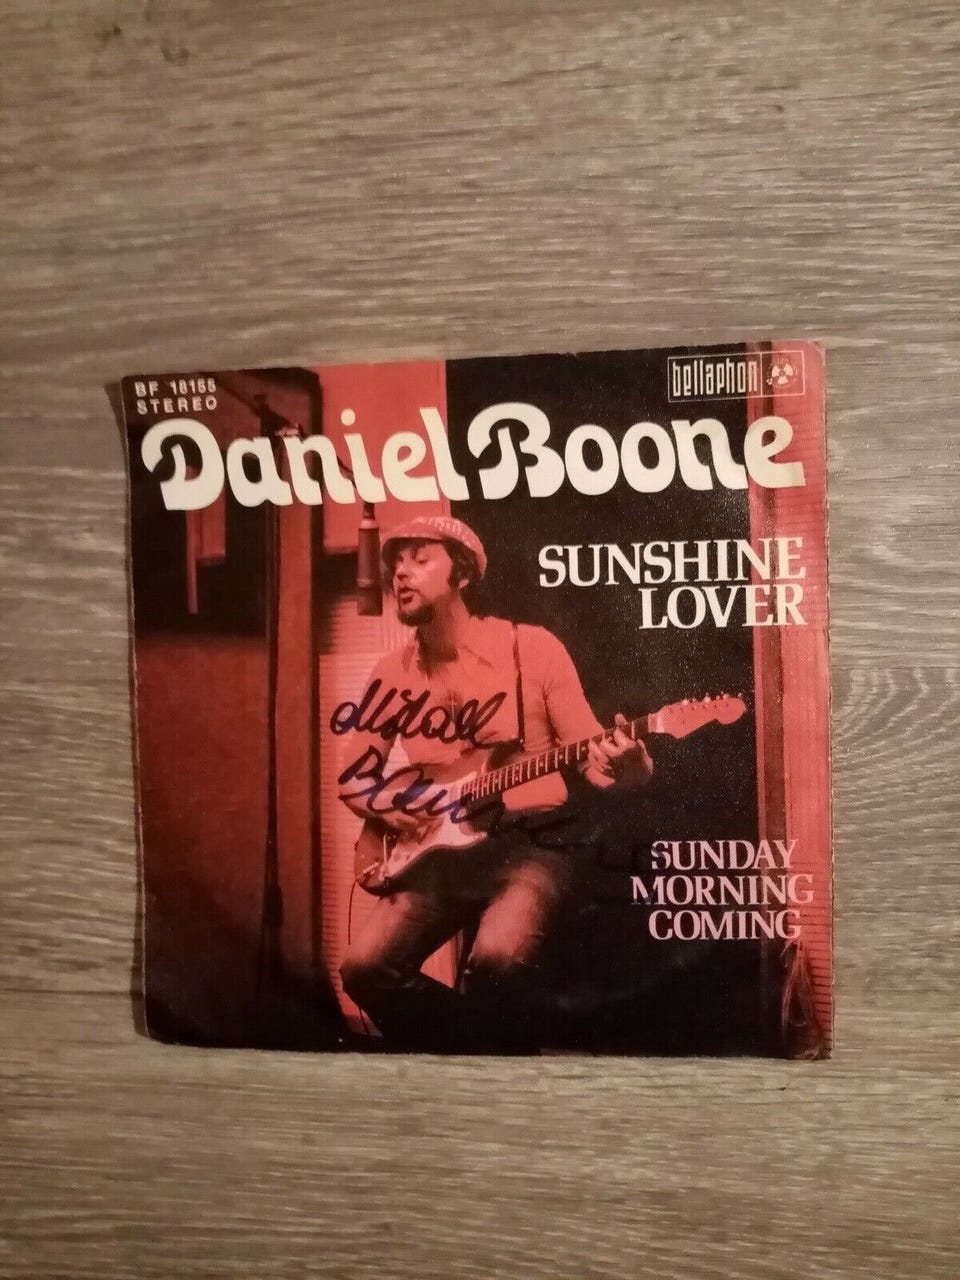 BF 18155
STEREO
bellaphon
Daniel Boone
SUNSHINE
LOVER
SUNDAY
MORNING
COMING